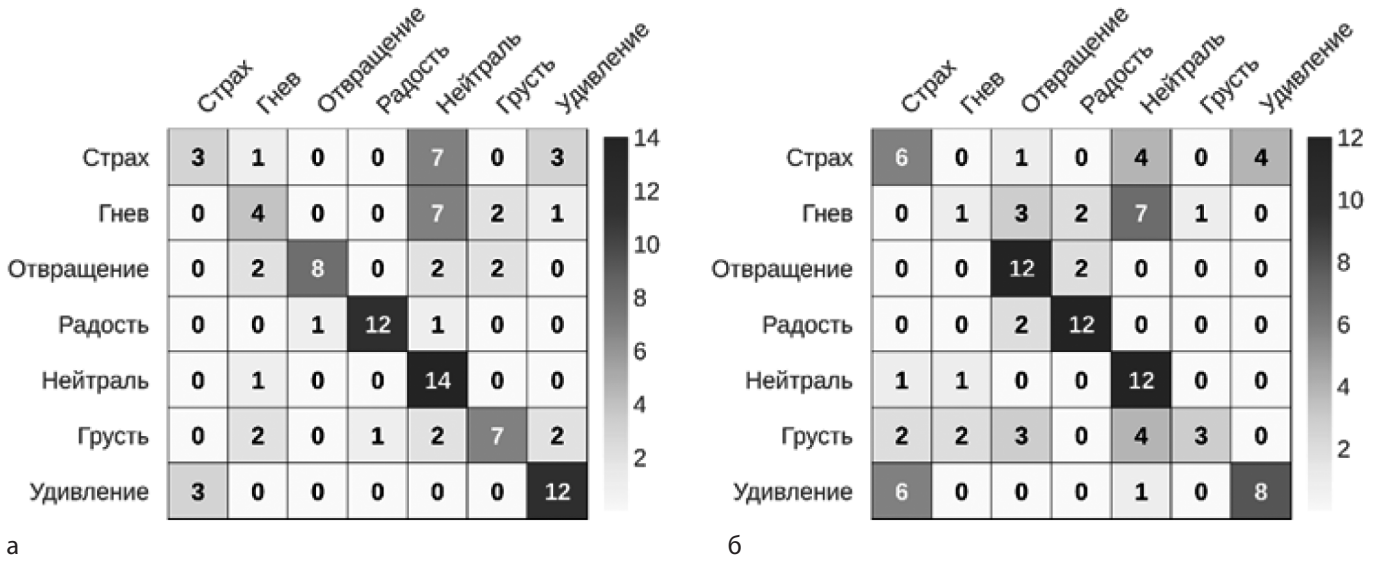 Страх Гнев Отвращение Радость Нейтраль Грусть Удивление
Страх 3 1 0 0 7 0 3
Гнев 0 4 0 0 7 2 1
Отвращение 0 2 8 0 2 2 0
Радость 0 0 1 12 1 0 0
Нейтраль 0 1 0 0 14 0 0
Грусть 0 2 0 1 2 7 2
Удивление 3 0 0 0 0 0 12
14
12
10
8
6
4
2
а
Страх Гнев Отвращение Радость Нейтраль Грусть Удивление
Страх 6 0 1 0 4 0 4
Гнев 0 1 3 2 7 1 0
Отвращение 0 0 12 2 0 0 0
Радость 0 0 2 12 0 0 0
Нейтраль 1 1 0 0 12 0 0
Грусть 2 2 3 0 4 3 0
Удивление 6 0 0 0 1 0 8
12
10
8
6
4
2
б